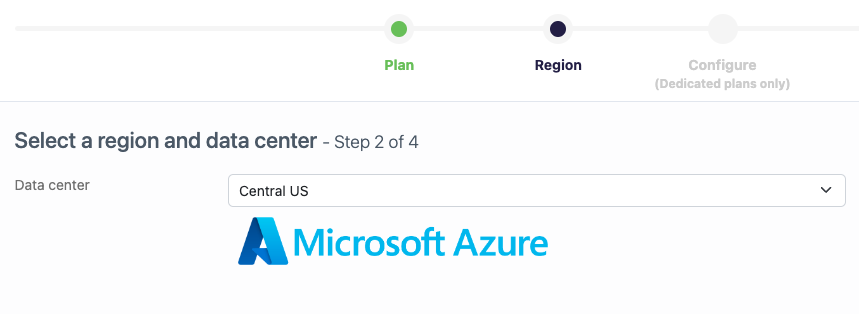 Plan
Region
Configure
(Dedicated plans only)
Select a region and data center - Step 2 of 4
Data center
Central US
Microsoft Azure